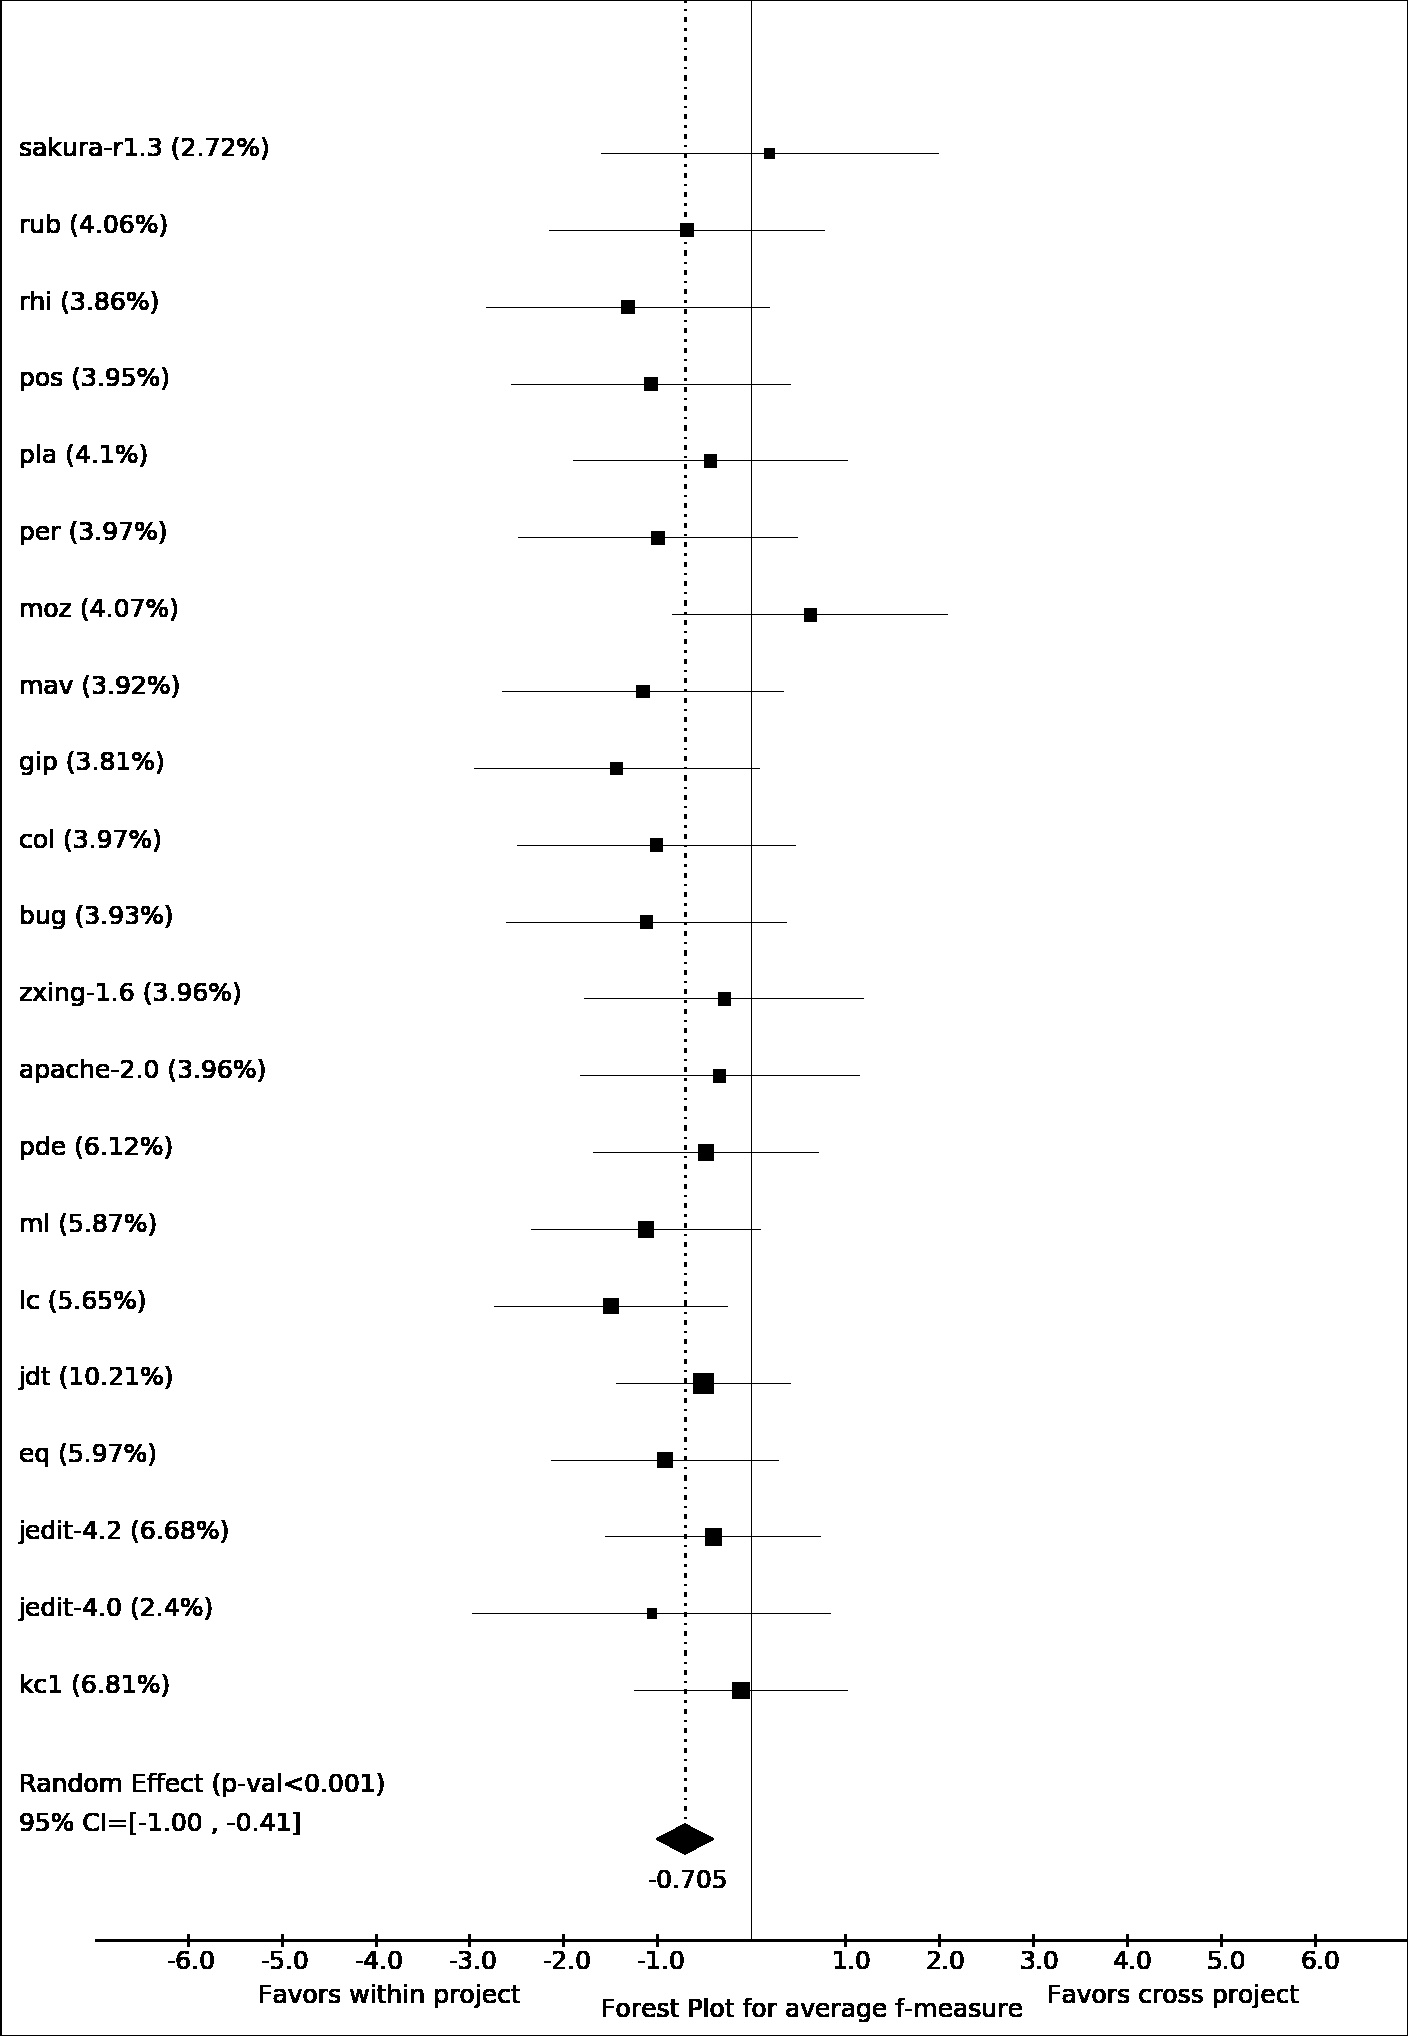 sakura-r1.3 (2.72%)
rub (4.06%)
rhi (3.86%)
pos (3.95%)
pla (4.1%)
per (3.97%)
moz (4.07%)
mav (3.92%)
gip (3.81%)
col (3.97%)
bug (3.93%)
zxing-1.6 (3.96%)
apache-2.0 (3.96%)
pde (6.12%)
ml (5.87%)
lc (5.65%)
jdt (10.21%)
eq (5.97%)
jedit-4.2 (6.68%)
jedit-4.0 (2.4%)
kc1 (6.81%)
Random Effect (p-val<0.001)
95% CI=[-1.00 , -0.41]
-0.705
-6.0 -5.0 -4.0 -3.0 -2.0 -1.0 1.0 2.0 3.0 4.0 5.0 6.0
Favors within project Favors cross project
Forest Plot for average f-measure